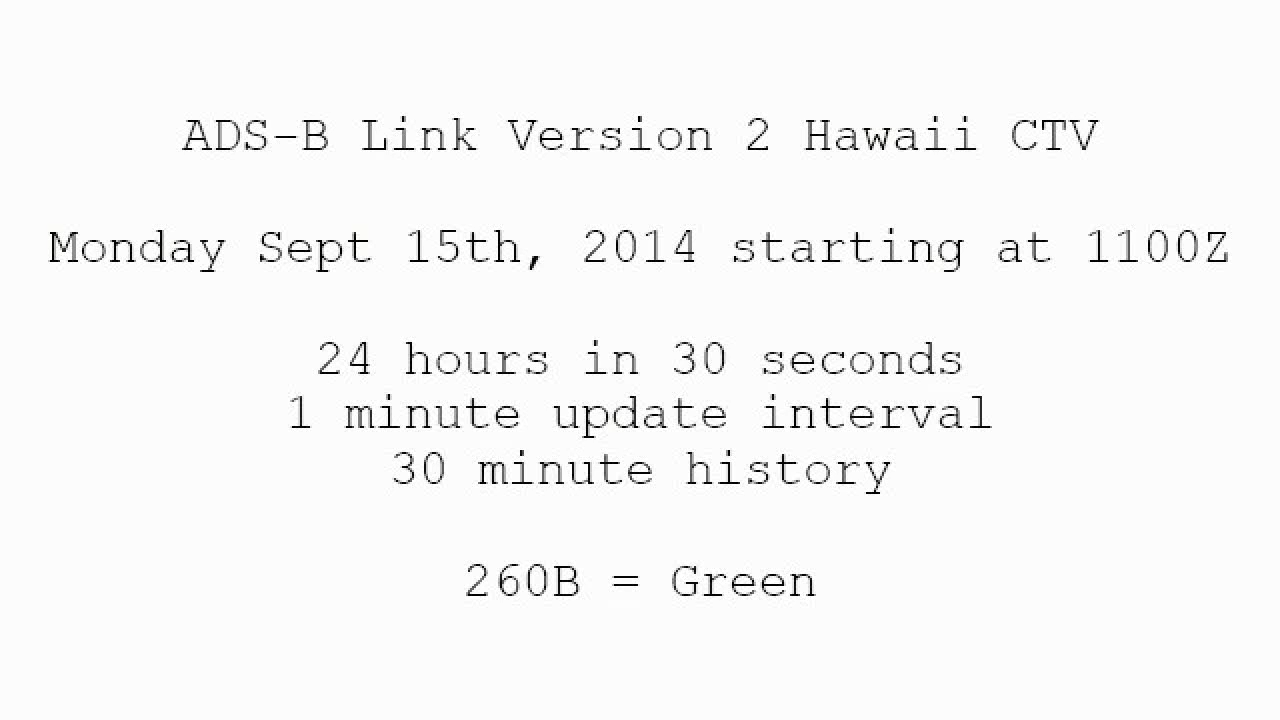 ADS-B Link Version 2 Hawaii CTV
Monday Sept 15th, 2014 starting at 1100Z
24 hours in 30 seconds
1 minute update interval
30 minute history
260B = Green